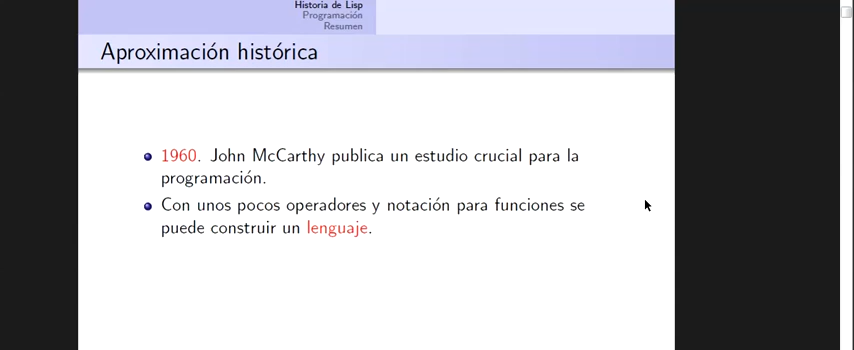 Historia de Lisp
Programación
Resumen
Aproximación histórica
1960. John McCarthy publica un estudio crucial para la
programación.
Con unos pocos operadores y notación para funciones se
puede construir un lenguaje.